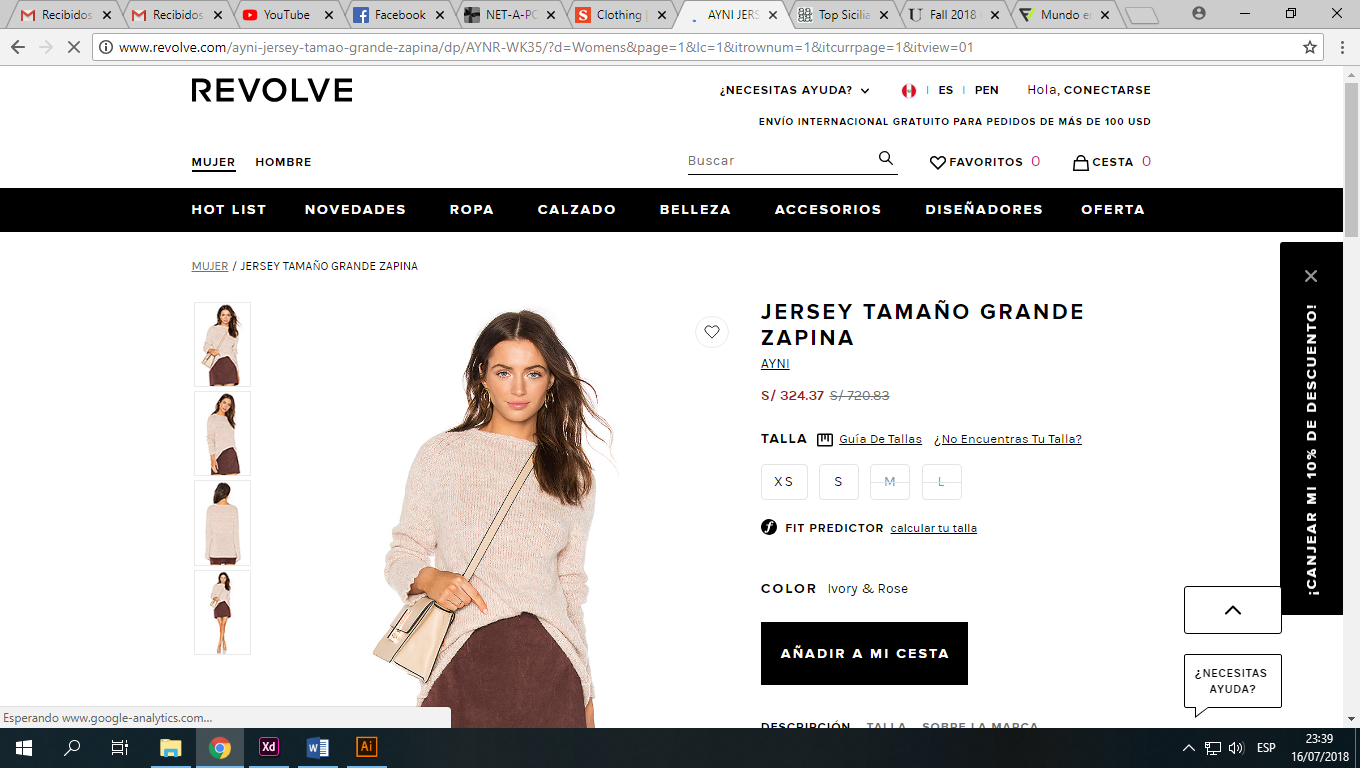 Recibidos
Recibidos
YouTube
Facebook
NET-A-PO
Clothing |
AYNI JERS
Top Sicilia
Fall 2018
Mundo e
www.revolve.com/ayni-jersey-tamao-grande-zapina/dp/AYNR-WK35/?d=Womens&page=1&lc=1&itrownum=1&itcurrpage=1&itview=01
REVOLVE
¿NECESITAS AYUDA?
ES
PEN
Hola, CONECTARSE
ENVÍO INTERNACIONAL GRATUITO PARA PEDIDOS DE MÁS DE 100 USD
MUJER HOMBRE
Buscar
FAVORITOS 0
CESTA 0
HOT LIST NOVEDADES ROPA CALZADO BELLEZA ACCESORIOS DISEÑADORES OFERTA
MUJER / JERSEY TAMAÑO GRANDE ZAPINA
JERSEY TAMAÑO GRANDE
ZAPINA
AYNI
S/ 324.37 S/ 720.83
TALLA Guía De Tallas ¿No Encuentras Tu Talla?
XS S M L
f FIT PREDICTOR calcular tu talla
COLOR Ivory & Rose
AÑADIR A MI CESTA
DESCRIPCIÓN TALLA SOBRE LA MARCA
¡CANJEAR MI 10% DE DESCUENTO!
¿NECESITAS
AYUDA?
Esperando www.google-analytics.com...
Xd
W
Ai
ESP
23:39
16/07/2018